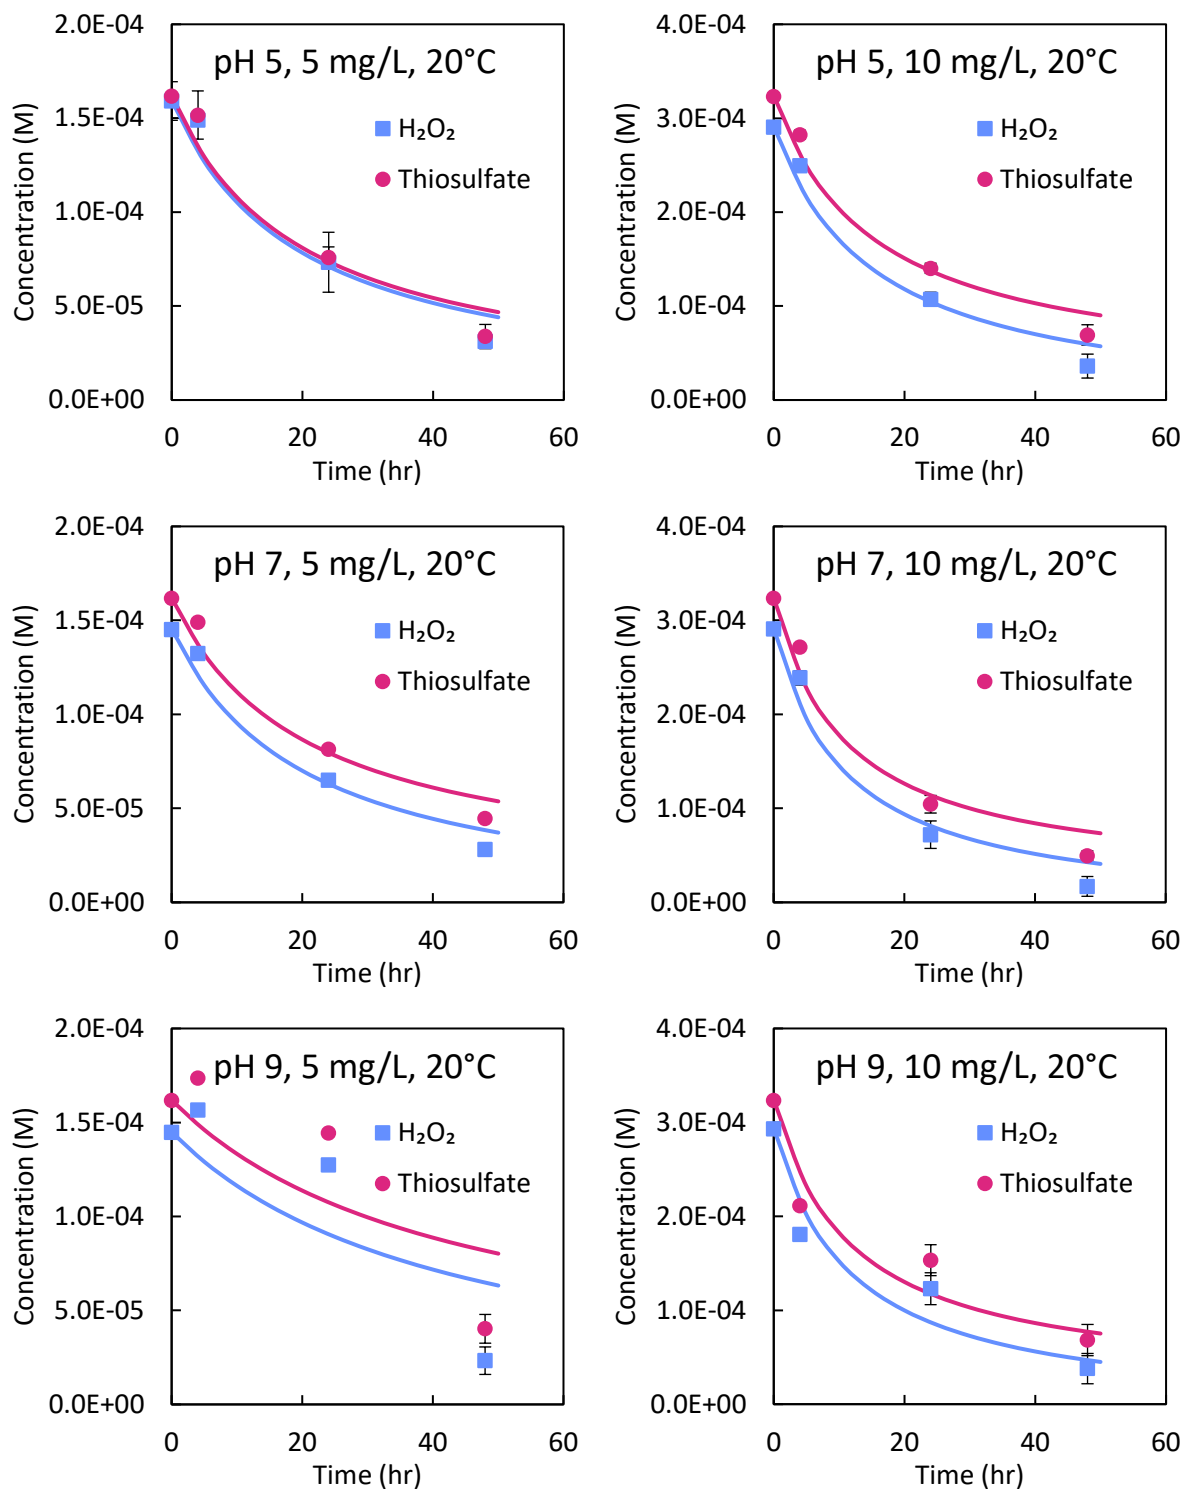 pH 5, 5 mg/L, 20°C
Concentration (M)
2.0E-04
1.5E-04
1.0E-04
5.0E-05
0.0E+00
H₂O₂
Thiosulfate
0 20 40 60
Time (hr)
pH 5, 10 mg/L, 20°C
Concentration (M)
4.0E-04
3.0E-04
2.0E-04
1.0E-04
0.0E+00
H₂O₂
Thiosulfate
0 20 40 60
Time (hr)
pH 7, 5 mg/L, 20°C
Concentration (M)
2.0E-04
1.5E-04
1.0E-04
5.0E-05
0.0E+00
H₂O₂
Thiosulfate
0 20 40 60
Time (hr)
pH 7, 10 mg/L, 20°C
Concentration (M)
4.0E-04
3.0E-04
2.0E-04
1.0E-04
0.0E+00
H₂O₂
Thiosulfate
0 20 40 60
Time (hr)
pH 9, 5 mg/L, 20°C
Concentration (M)
2.0E-04
1.5E-04
1.0E-04
5.0E-05
0.0E+00
H₂O₂
Thiosulfate
0 20 40 60
Time (hr)
pH 9, 10 mg/L, 20°C
Concentration (M)
4.0E-04
3.0E-04
2.0E-04
1.0E-04
0.0E+00
H₂O₂
Thiosulfate
0 20 40 60
Time (hr)